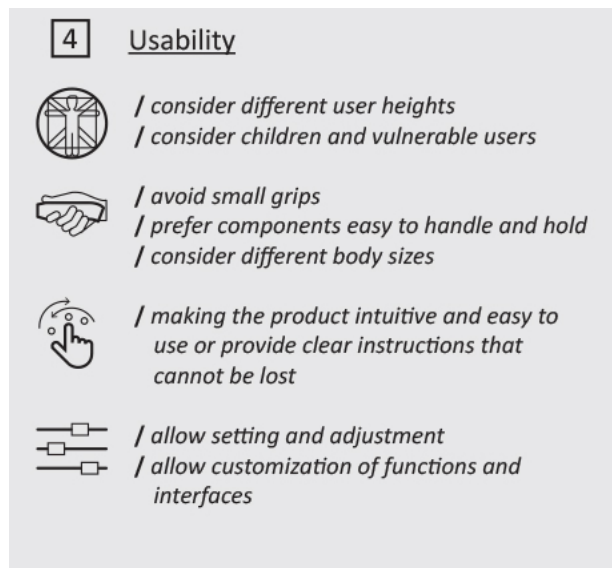 4 Usability
/ consider different user heights
/ consider children and vulnerable users
/ avoid small grips
/ prefer components easy to handle and hold
/ consider different body sizes
/ making the product intuitive and easy to
use or provide clear instructions that
cannot be lost
/ allow setting and adjustment
/ allow customization of functions and
interfaces